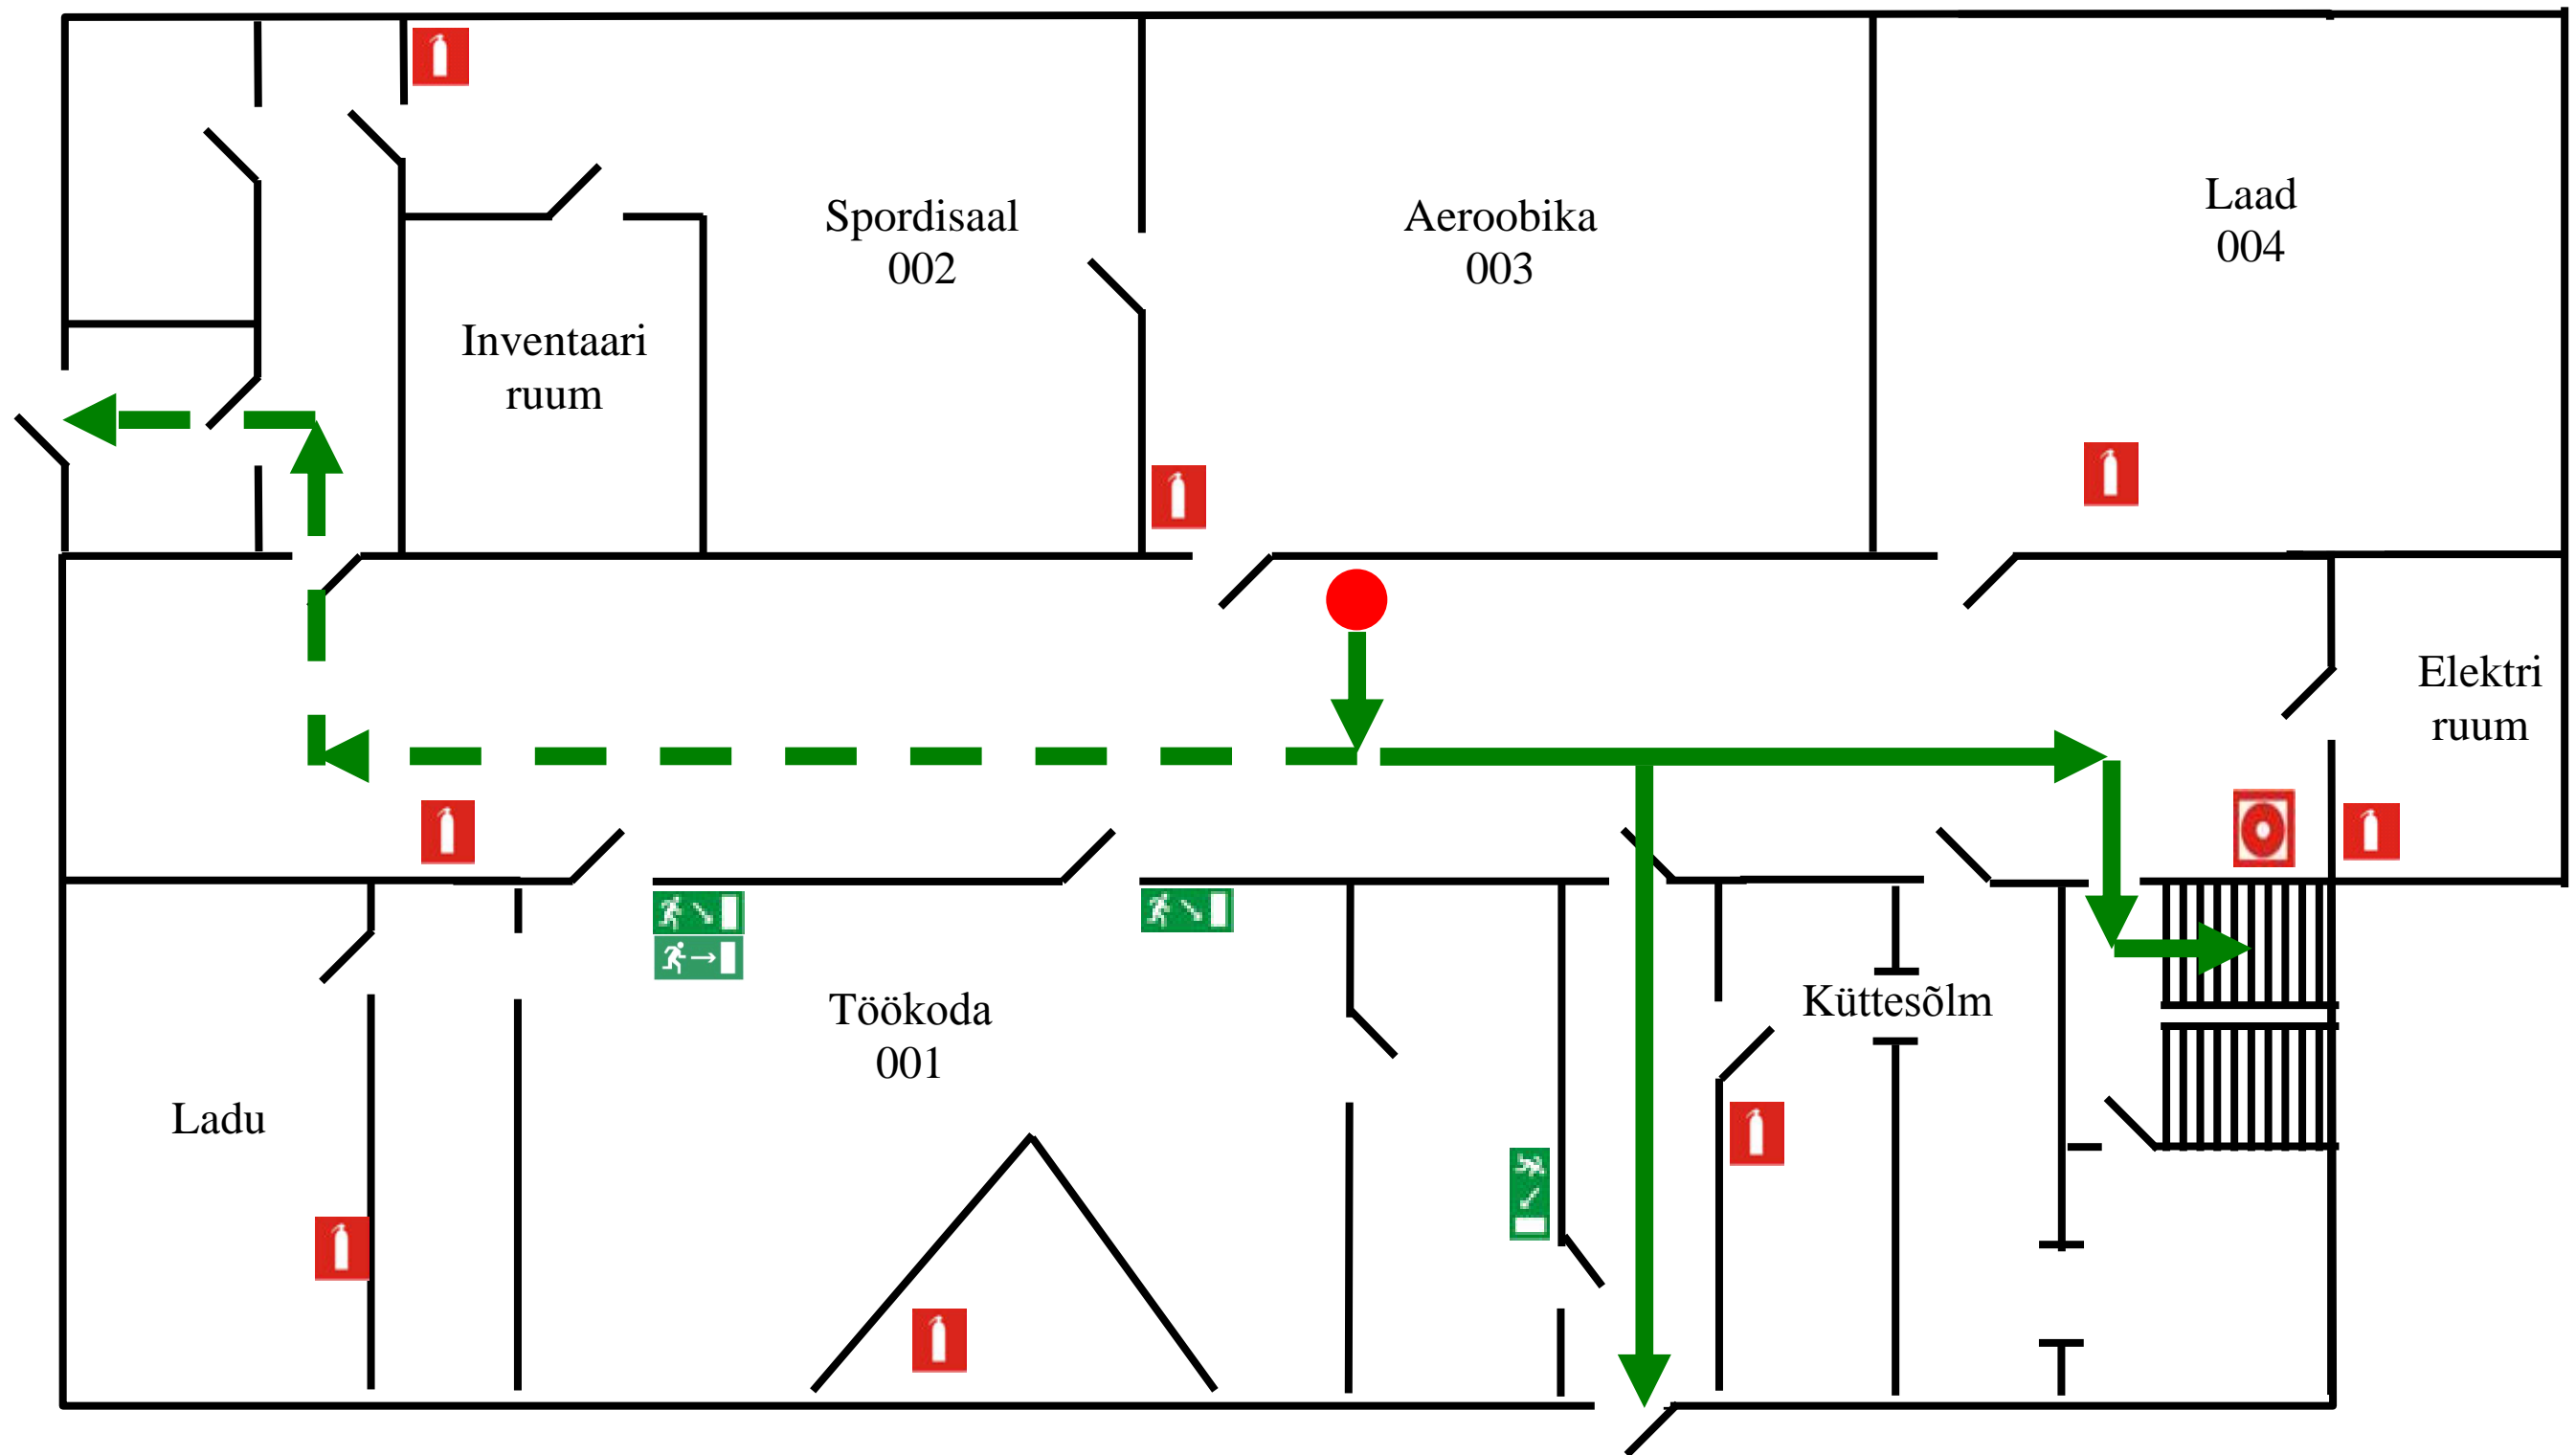 Spordisaal
002
Aeroobika
003
Laad
004
Inventaari
ruum
Elektri
ruum
Töökoda
001
Küttesõlm
Ladu